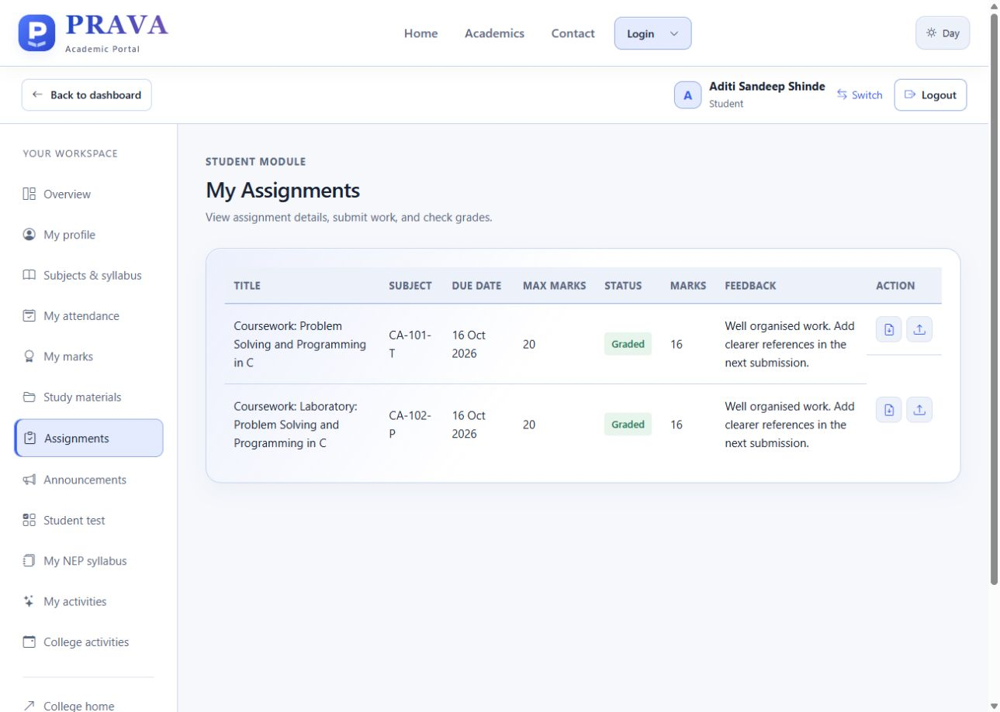 PRAVA
Academic Portal
Home
Academics
Contact
Login
Day
Back to dashboard
A
Aditi Sandeep Shinde
Student
Switch
Logout
YOUR WORKSPACE
Overview
My profile
Subjects & syllabus
My attendance
My marks
Study materials
Assignments
Announcements
Student test
My NEP syllabus
My activities
College activities
College home
STUDENT MODULE
My Assignments
View assignment details, submit work, and check grades.
TITLE SUBJECT DUE DATE MAX MARKS STATUS MARKS FEEDBACK ACTION
Coursework: Problem
Solving and Programming
in C
CA-101-
T
16 Oct
2026
20
Graded
16
Well organised work. Add
clearer references in the
next submission.
Coursework: Laboratory:
Problem Solving and
Programming in C
CA-102-
P
16 Oct
2026
20
Graded
16
Well organised work. Add
clearer references in the
next submission.